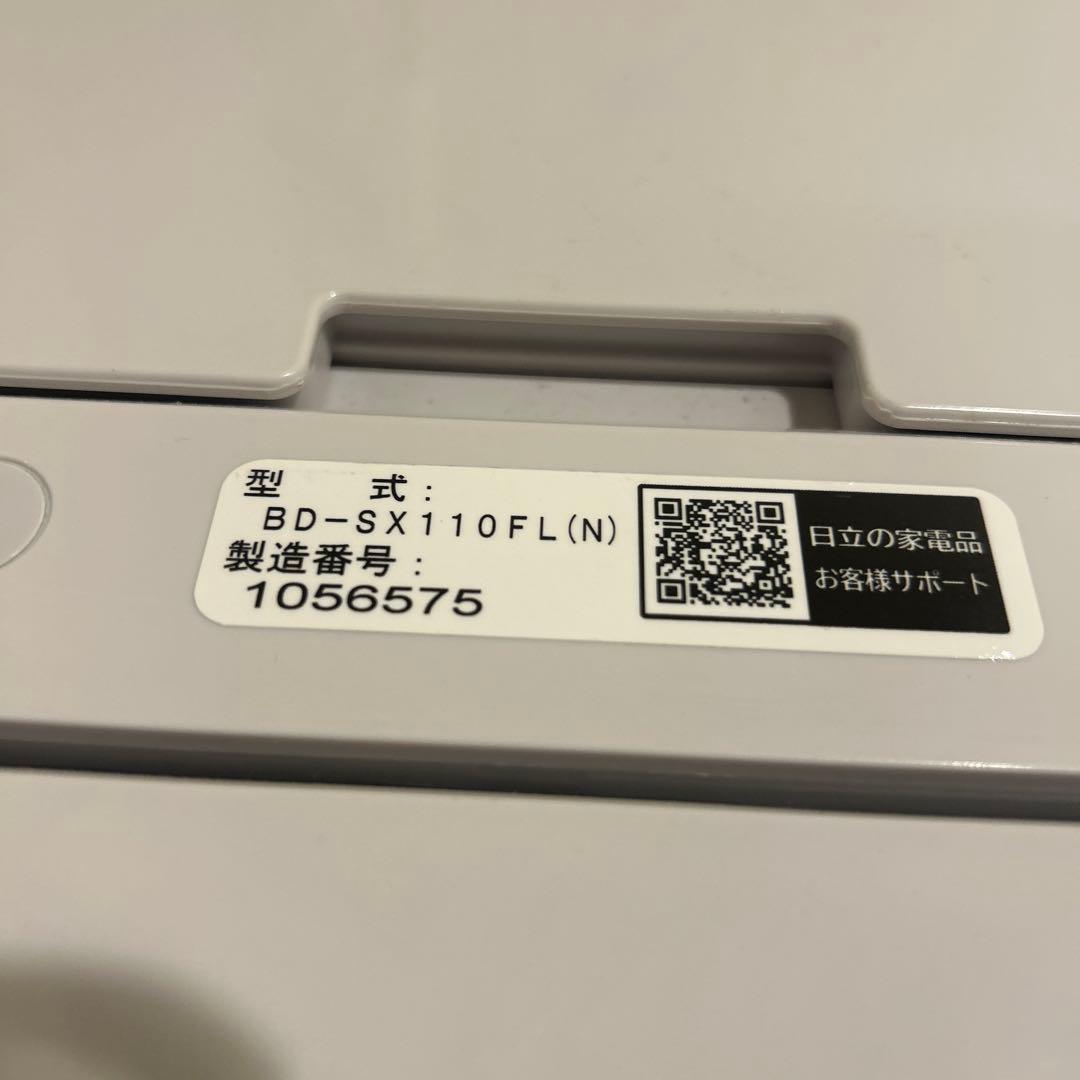 型　　式：
BD-SX110FL(N)
製造番号：
1056575
日立の家電品
お客様サポート